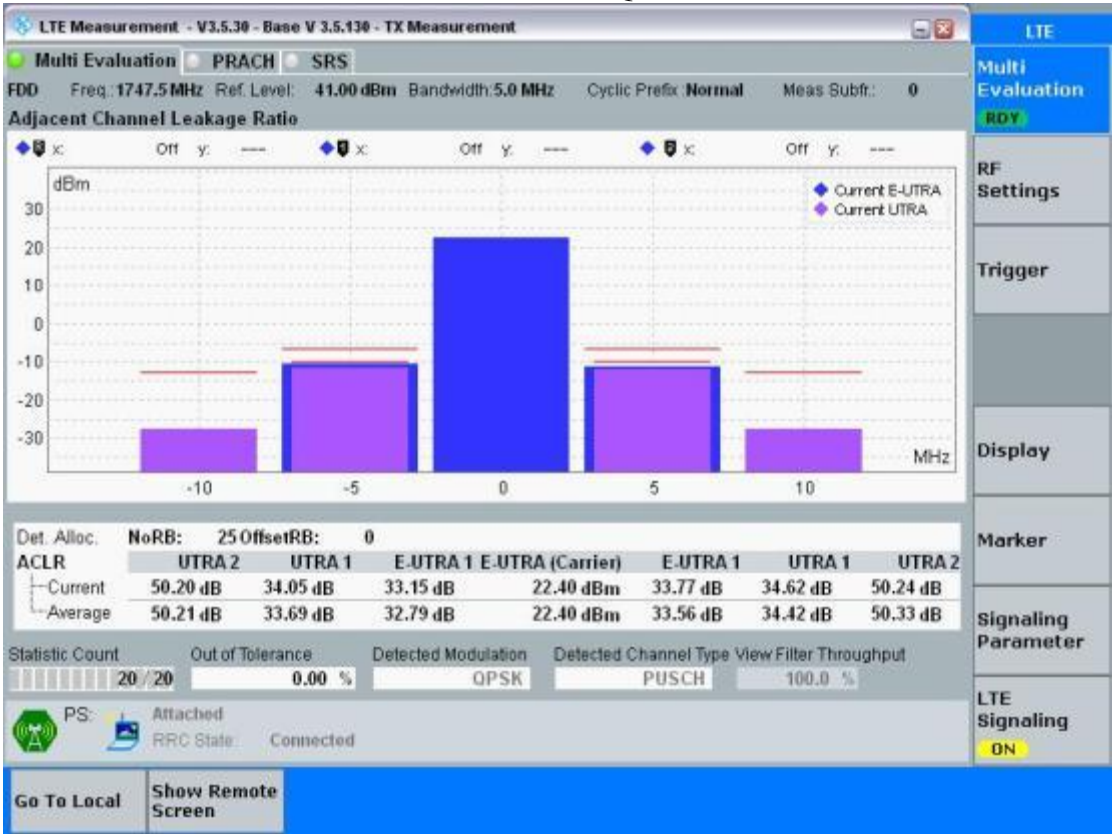 LTE Measurement - V3.5.30 - Base V 3.5.130 - TX Measurement
LTE
Multi Evaluation PRACH SRS
Multi Evaluation
RDY
FDD Freq.:1747.5 MHz Ref. Level: 41.00 dBm Bandwidth:5.0 MHz Cyclic Prefix :Normal Meas Subfr.: 0
Adjacent Channel Leakage Ratio
x: Off y: --- x: Off y: --- x: Off y: ---
dBm
Current E-UTRA
Current UTRA
30
20
10
0
-10
-20
-30
MHz
-10 -5 0 5 10
RF
Settings
Trigger
Display
Marker
Signaling
Parameter
LTE
Signaling
ON
Det. Alloc. NoRB: 25 OffsetRB: 0
ACLR UTRA 2 UTRA 1 E-UTRA 1 E-UTRA (Carrier) E-UTRA 1 UTRA 1 UTRA 2
Current 50.20 dB 34.05 dB 33.15 dB 22.40 dBm 33.77 dB 34.62 dB 50.24 dB
Average 50.21 dB 33.69 dB 32.79 dB 22.40 dBm 33.56 dB 34.42 dB 50.33 dB
Statistic Count Out of Tolerance Detected Modulation Detected Channel Type View Filter Throughput
20 / 20 0.00 % QPSK PUSCH 100.0 %
PS: Attached
RRC State: Connected
Go To Local
Show Remote
Screen